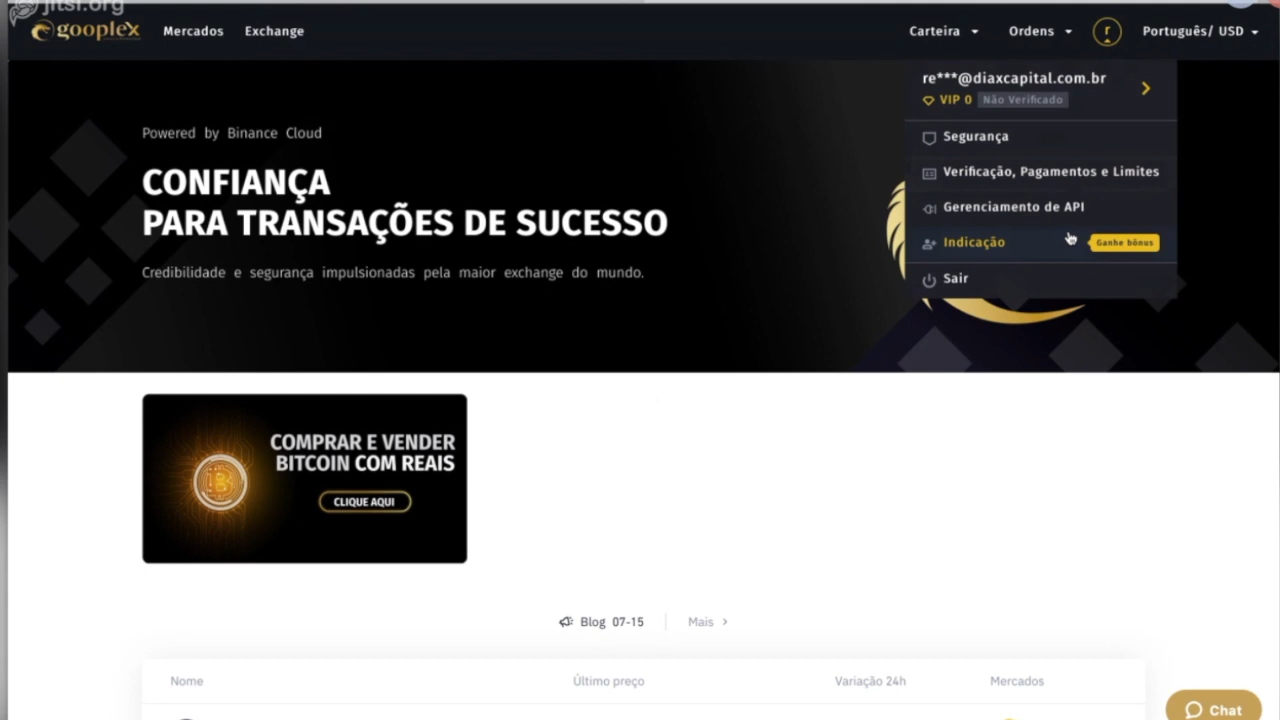 jitsi.org
gooplex
Mercados
Exchange
Carteira
Ordens
r
Português/ USD
re***@diaxcapital.com.br
VIP 0
Não Verificado
Segurança
Verificação, Pagamentos e Limites
Gerenciamento de API
Indicação
Ganhe bônus
Sair
Powered by Binance Cloud
CONFIANÇA
PARA TRANSAÇÕES DE SUCESSO
Credibilidade e segurança impulsionadas pela maior exchange do mundo.
COMPRAR E VENDER
BITCOIN COM REAIS
CLIQUE AQUI
Blog 07-15
Mais
Nome
Último preço
Variação 24h
Mercados
Chat